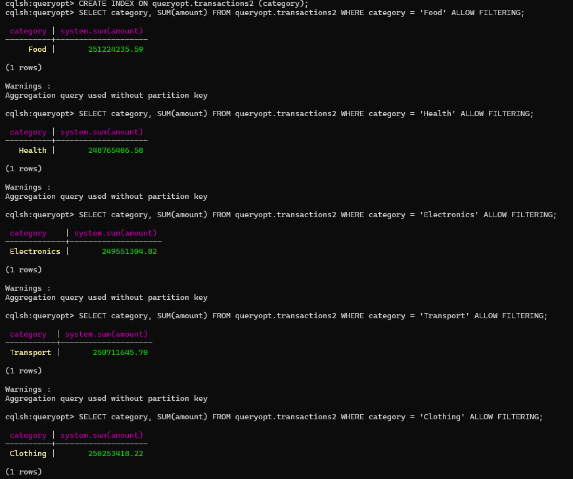 cqlsh:queryopt> CREATE INDEX ON queryopt.transactions2 (category);
cqlsh:queryopt> SELECT category, SUM(amount) FROM queryopt.transactions2 WHERE category = 'Food' ALLOW FILTERING;
category | system.sum(amount)
----------+--------------------
Food | 251224235.59
(1 rows)
Warnings :
Aggregation query used without partition key
cqlsh:queryopt> SELECT category, SUM(amount) FROM queryopt.transactions2 WHERE category = 'Health' ALLOW FILTERING;
category | system.sum(amount)
----------+--------------------
Health | 248765406.58
(1 rows)
Warnings :
Aggregation query used without partition key
cqlsh:queryopt> SELECT category, SUM(amount) FROM queryopt.transactions2 WHERE category = 'Electronics' ALLOW FILTERING;
category | system.sum(amount)
-------------+--------------------
Electronics | 249551304.82
(1 rows)
Warnings :
Aggregation query used without partition key
cqlsh:queryopt> SELECT category, SUM(amount) FROM queryopt.transactions2 WHERE category = 'Transport' ALLOW FILTERING;
category | system.sum(amount)
-----------+--------------------
Transport | 250711645.78
(1 rows)
Warnings :
Aggregation query used without partition key
cqlsh:queryopt> SELECT category, SUM(amount) FROM queryopt.transactions2 WHERE category = 'Clothing' ALLOW FILTERING;
category | system.sum(amount)
----------+--------------------
Clothing | 250253418.22
(1 rows)